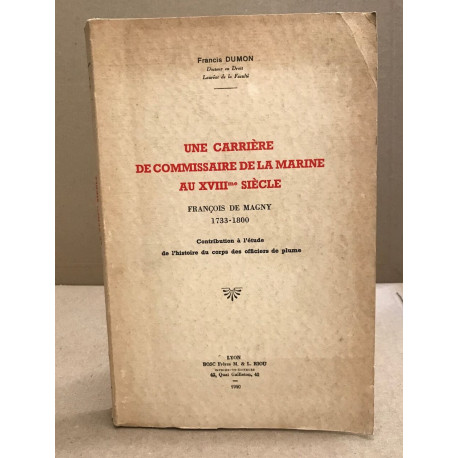 Francis DUMON
Docteur en Droit
Lauréat de la Faculté
UNE CARRIÈRE
DE COMMISSAIRE DE LA MARINE
AU XVIIIme SIÈCLE
FRANÇOIS DE MAGNY
1733-1800
Contribution à l'étude
de l'histoire du corps des officiers de plume
LYON
BOSC Frères M. & L. RIOU
42, Quai Gailleton, 42
1940